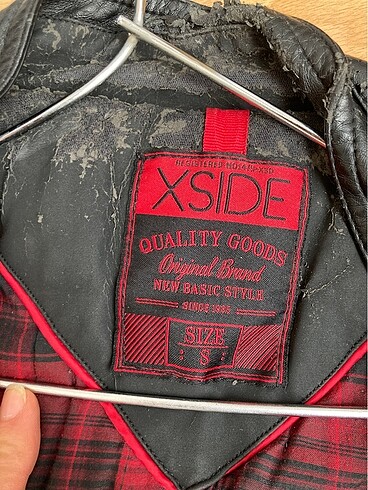 XSIDE
QUALITY GOODS
Original Brand
NEW BASIC STYLE
SIZE
: S :